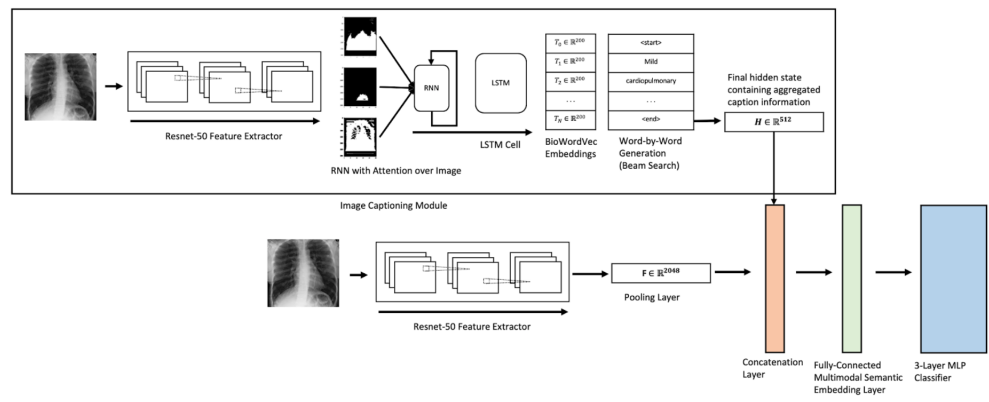 RNN
LSTM
Resnet-50 Feature Extractor
RNN with Attention over Image
LSTM Cell
T₀ ∈ ℝ²⁰⁰
T₁ ∈ ℝ²⁰⁰
T₂ ∈ ℝ²⁰⁰
...
T_N ∈ ℝ²⁰⁰
BioWordVec
Embeddings
<start>
Mild
cardiopulmonary
...
<end>
Word-by-Word
Generation
(Beam Search)
Final hidden state
containing aggregated
caption information
H ∈ ℝ⁵¹²
Image Captioning Module
Resnet-50 Feature Extractor
F ∈ ℝ²⁰⁴⁸
Pooling Layer
Concatenation
Layer
Fully-Connected
Multimodal Semantic
Embedding Layer
3-Layer MLP
Classifier